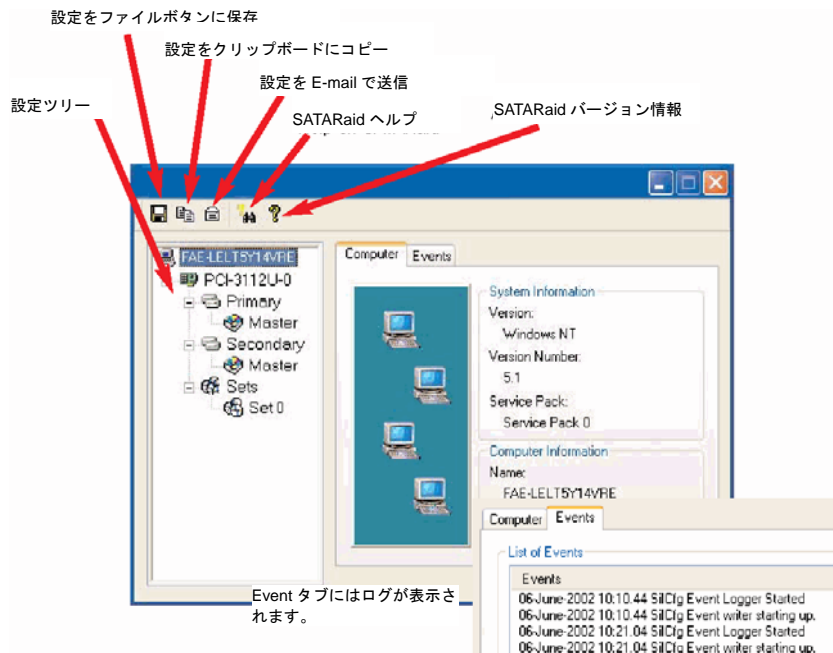 設定をファイルボタンに保存
設定をクリップボードにコピー
設定を E-mail で送信
設定ツリー
SATARaid ヘルプ
SATARaid バージョン情報
FAE-LELT5Y14VRE
PCI-3112U-0
Primary
Master
Secondary
Master
Sets
Set 0
Computer
Events
System Information
Version:
Windows NT
Version Number:
5.1
Service Pack:
Service Pack 0
Computer Information
Name:
FAE-LELT5Y14VRE
Event タブにはログが表示さ
れます。
Computer
Events
List of Events
Events
06-June-2002 10:10.44 SilCfg Event Logger Started
06-June-2002 10:10.44 SilCfg Event writer starting up.
06-June-2002 10:21.04 SilCfg Event Logger Started
06-June-2002 10:21.04 SilCfg Event writer starting up.